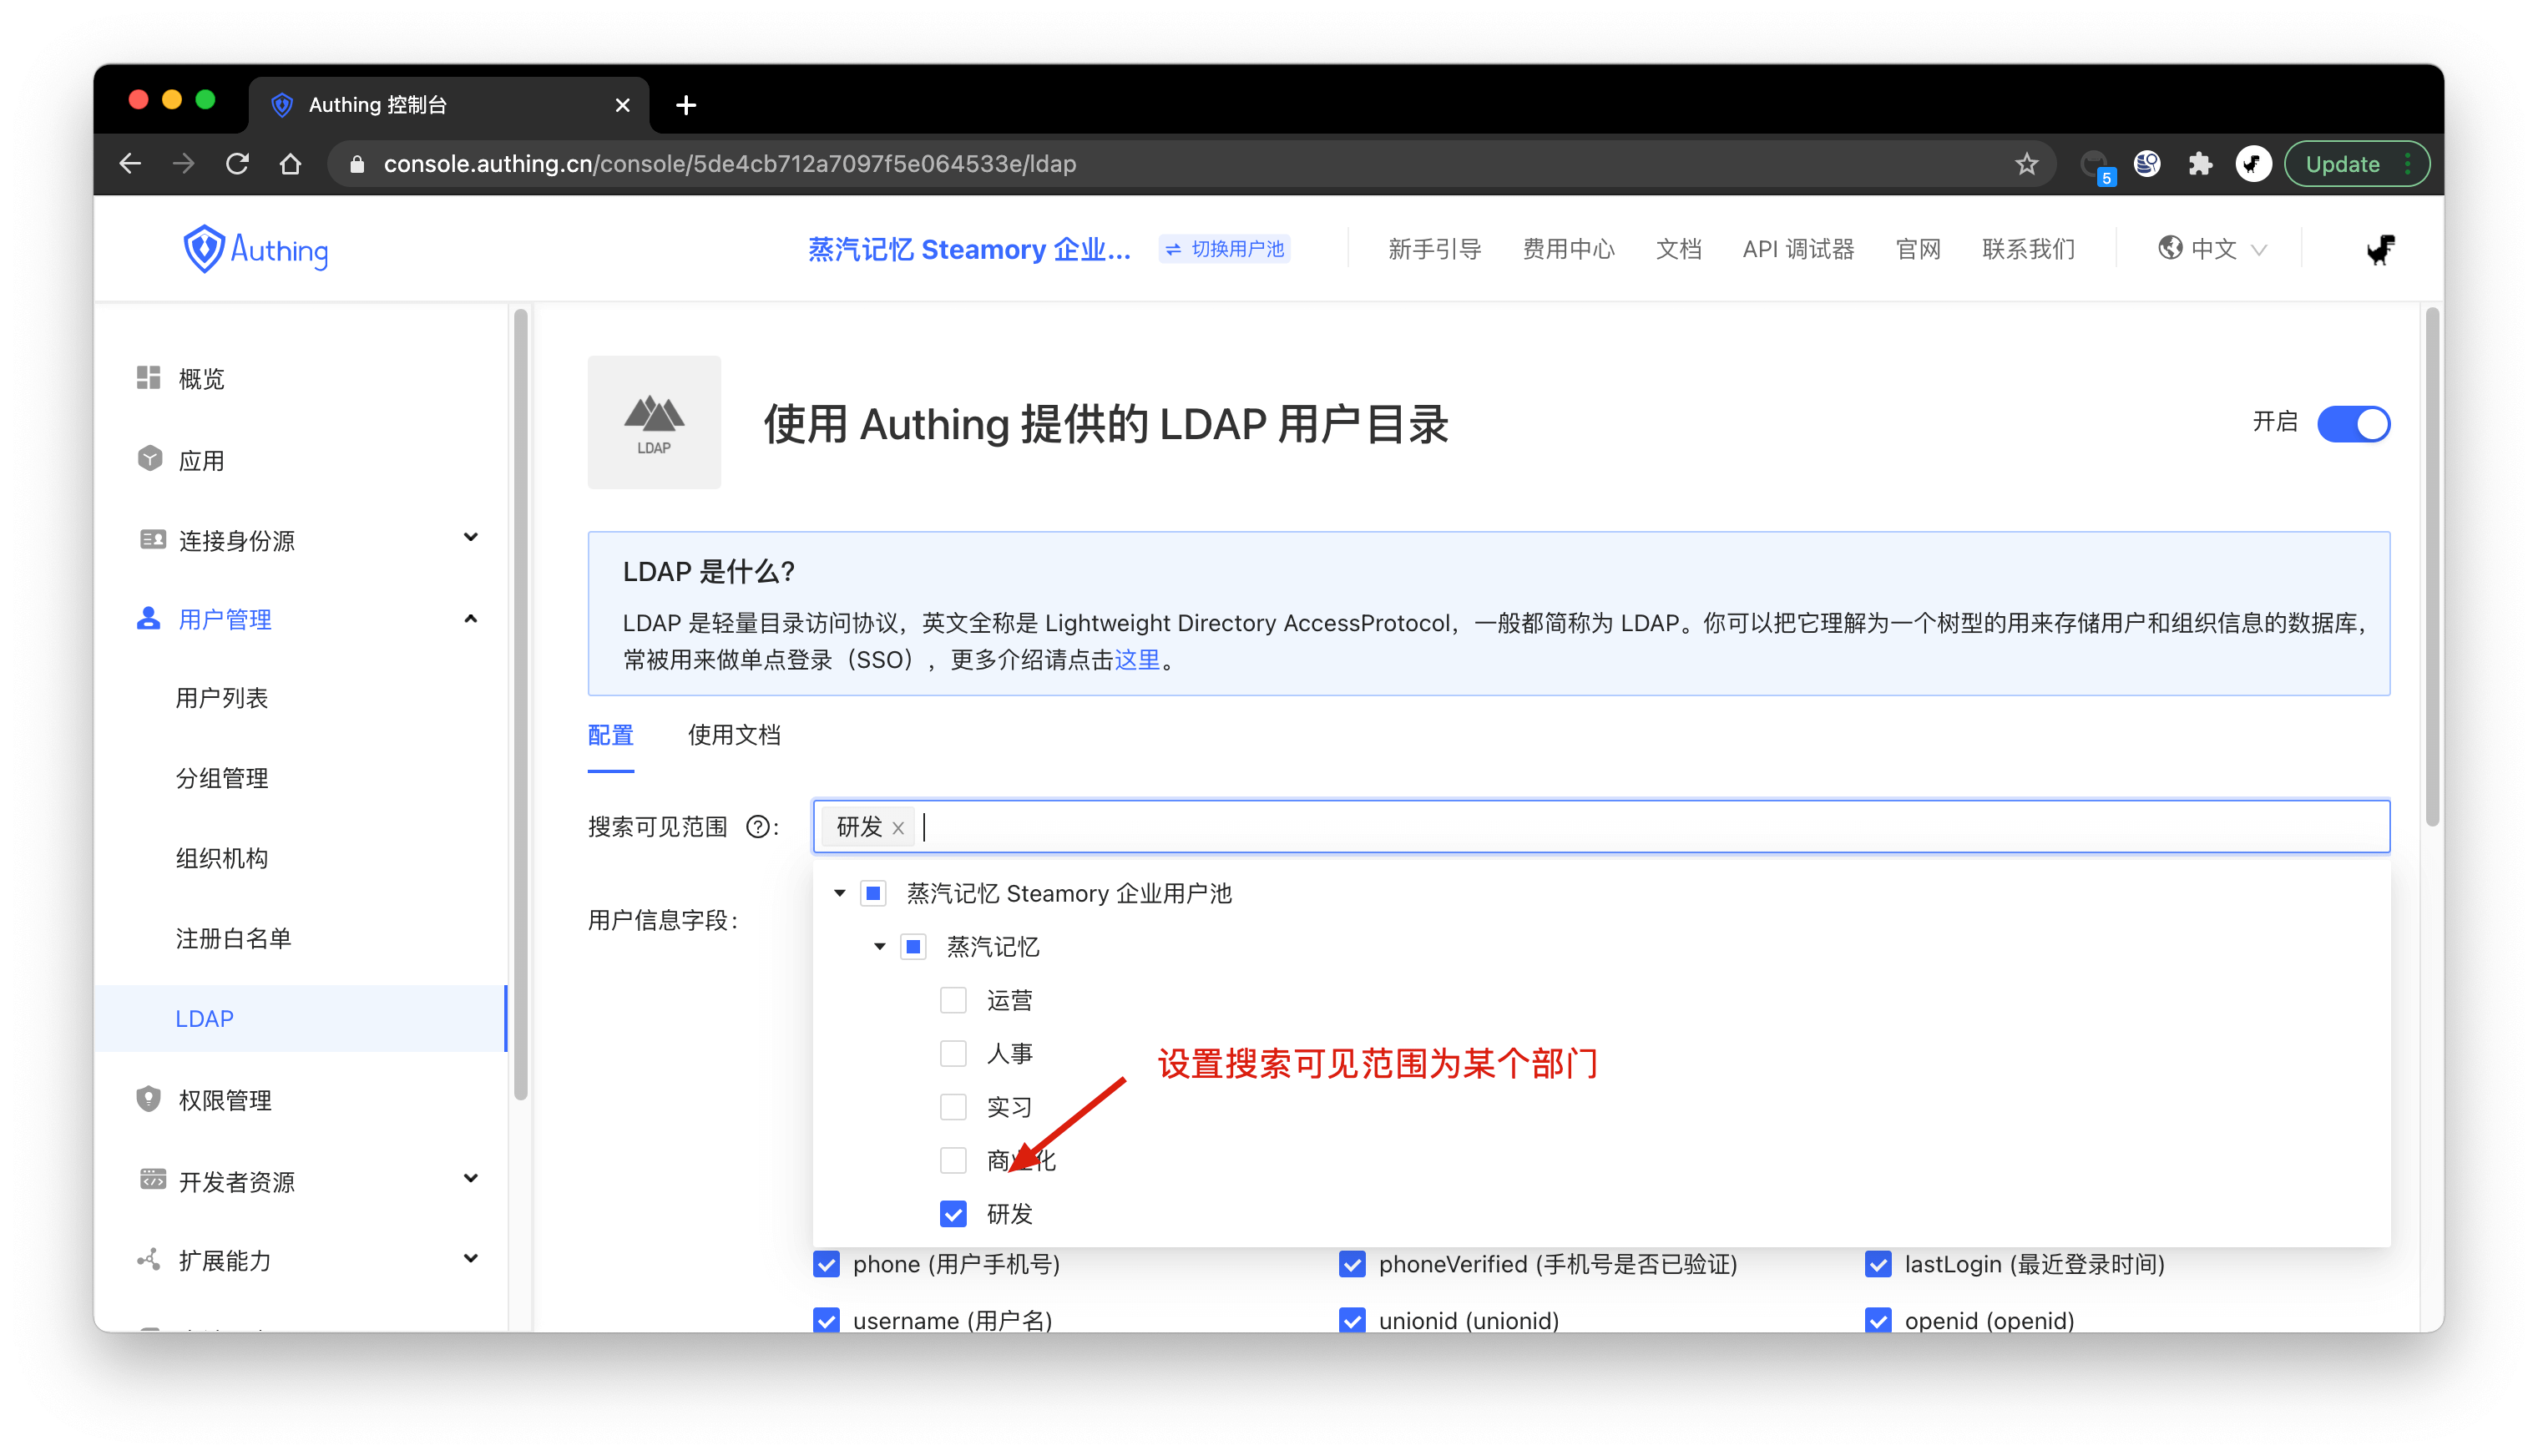 Authing 控制台
console.authing.cn/console/5de4cb712a7097f5e064533e/ldap
5
Update
Authing
蒸汽记忆 Steamory 企业...
切换用户池
新手引导
费用中心
文档
API 调试器
官网
联系我们
中文
概览
应用
连接身份源
用户管理
用户列表
分组管理
组织机构
注册白名单
LDAP
权限管理
开发者资源
扩展能力
LDAP
使用 Authing 提供的 LDAP 用户目录
开启
LDAP 是什么?
LDAP 是轻量目录访问协议，英文全称是 Lightweight Directory AccessProtocol，一般都简称为 LDAP。你可以把它理解为一个树型的用来存储用户和组织信息的数据库，
常被用来做单点登录（SSO），更多介绍请点击这里。
配置
使用文档
搜索可见范围 ?:
研发
用户信息字段:
蒸汽记忆 Steamory 企业用户池
蒸汽记忆
运营
人事
实习
商业化
研发
设置搜索可见范围为某个部门
phone (用户手机号)
phoneVerified (手机号是否已验证)
lastLogin (最近登录时间)
username (用户名)
unionid (unionid)
openid (openid)